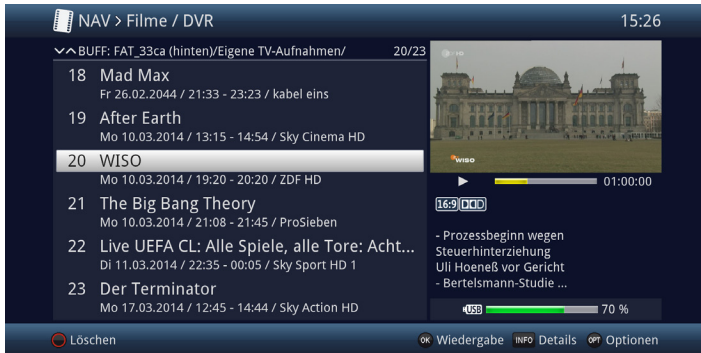 NAV > Filme / DVR
15:26
BUFF: FAT_33ca (hinten)/Eigene TV-Aufnahmen/ 20/23
18 Mad Max
Fr 26.02.2044 / 21:33 - 23:23 / kabel eins
19 After Earth
Mo 10.03.2014 / 13:15 - 14:54 / Sky Cinema HD
20 WISO
Mo 10.03.2014 / 19:20 - 20:20 / ZDF HD
21 The Big Bang Theory
Mo 10.03.2014 / 21:08 - 21:45 / ProSieben
22 Live UEFA CL: Alle Spiele, alle Tore: Acht...
Di 11.03.2014 / 22:35 - 00:05 / Sky Sport HD 1
23 Der Terminator
Mo 17.03.2014 / 12:45 - 14:44 / Sky Action HD
WISO
01:00:00
16:9
- Prozessbeginn wegen
Steuerhinterziehung
Uli Hoeneß vor Gericht
- Bertelsmann-Studie ...
USB 70 %
Löschen
OK Wiedergabe INFO Details OPT Optionen